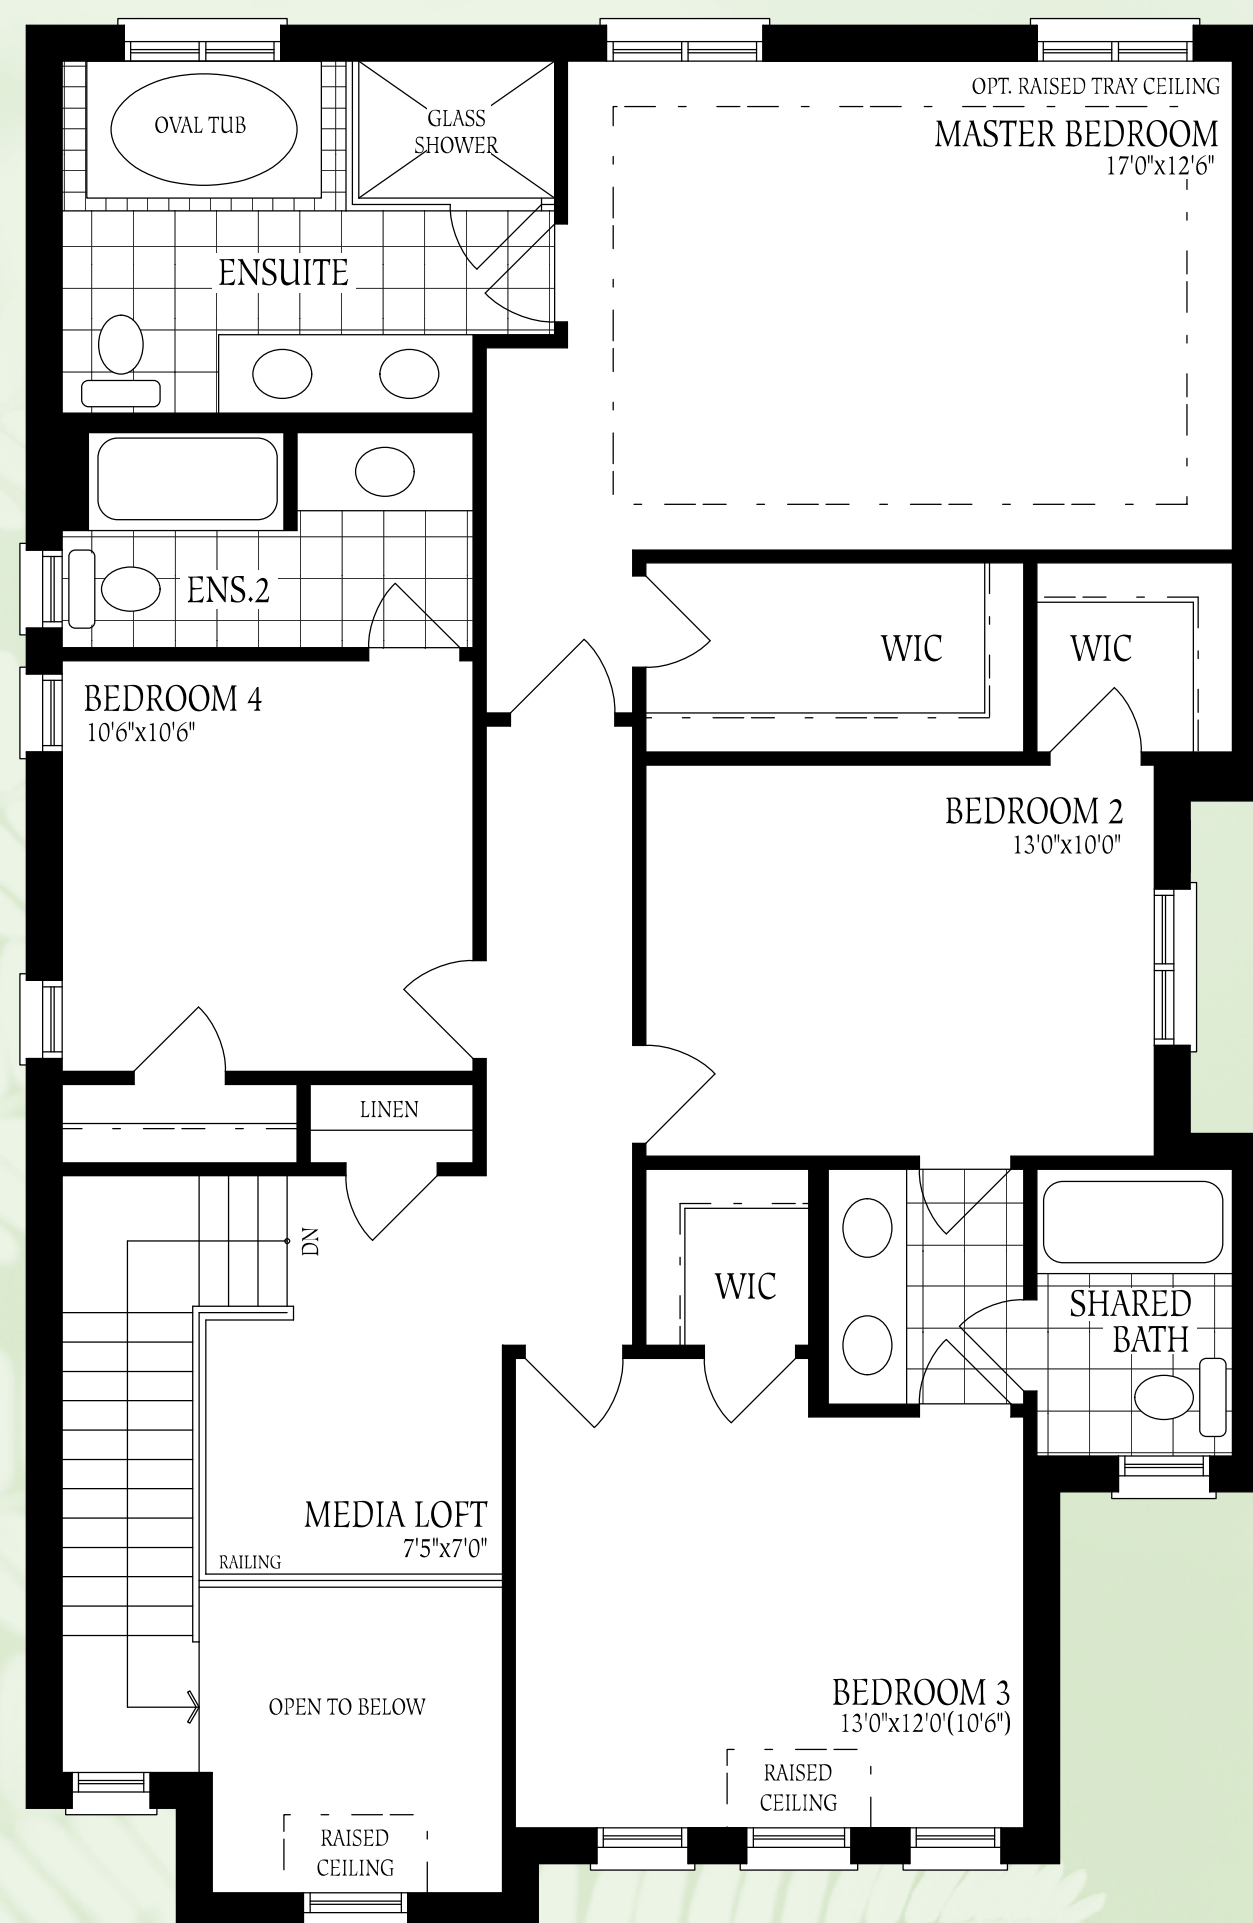 OPT. RAISED TRAY CEILING
MASTER BEDROOM
17'0"x12'6"
OVAL TUB
GLASS
SHOWER
ENSUITE
ENS.2
WIC
WIC
BEDROOM 4
10'6"x10'6"
BEDROOM 2
13'0"x10'0"
LINEN
DN
WIC
SHARED
BATH
MEDIA LOFT
7'5"x7'0"
RAILING
OPEN TO BELOW
BEDROOM 3
13'0"x12'0'(10'6")
RAISED
CEILING
RAISED
CEILING